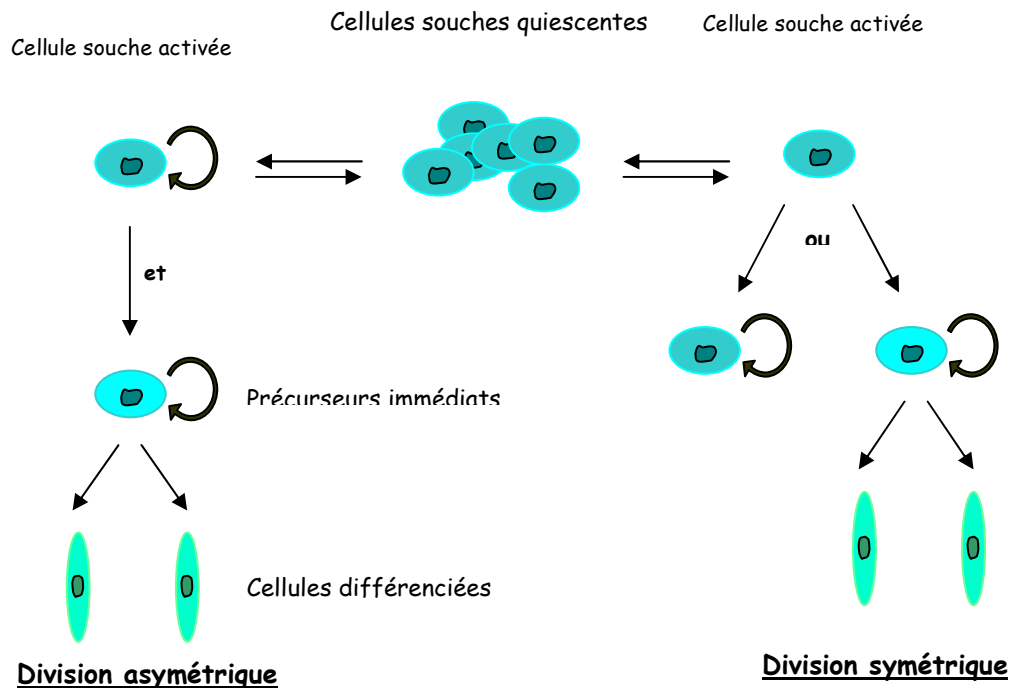 Cellules souches quiescentes
Cellule souche activée
Cellule souche activée
ou
et
Précurseurs immédiats
Cellules différenciées
Division asymétrique
Division symétrique